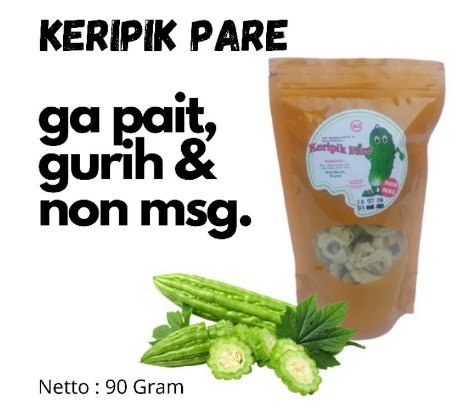 KERIPIK PARE
ga pait,
gurih &
non msg.
Keripik Pare
Netto : 90 Gram